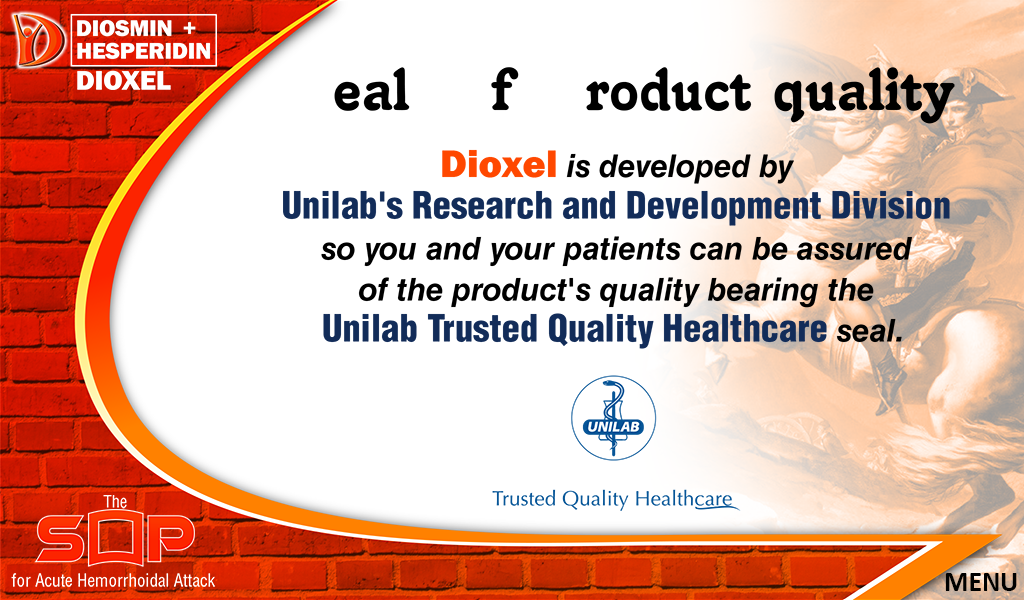 DIOSMIN +
HESPERIDIN
DIOXEL
eal f roduct quality
Dioxel is developed by
Unilab's Research and Development Division
so you and your patients can be assured
of the product's quality bearing the
Unilab Trusted Quality Healthcare seal.
UNILAB
Trusted Quality Healthcare
The
SOP
for Acute Hemorrhoidal Attack
MENU